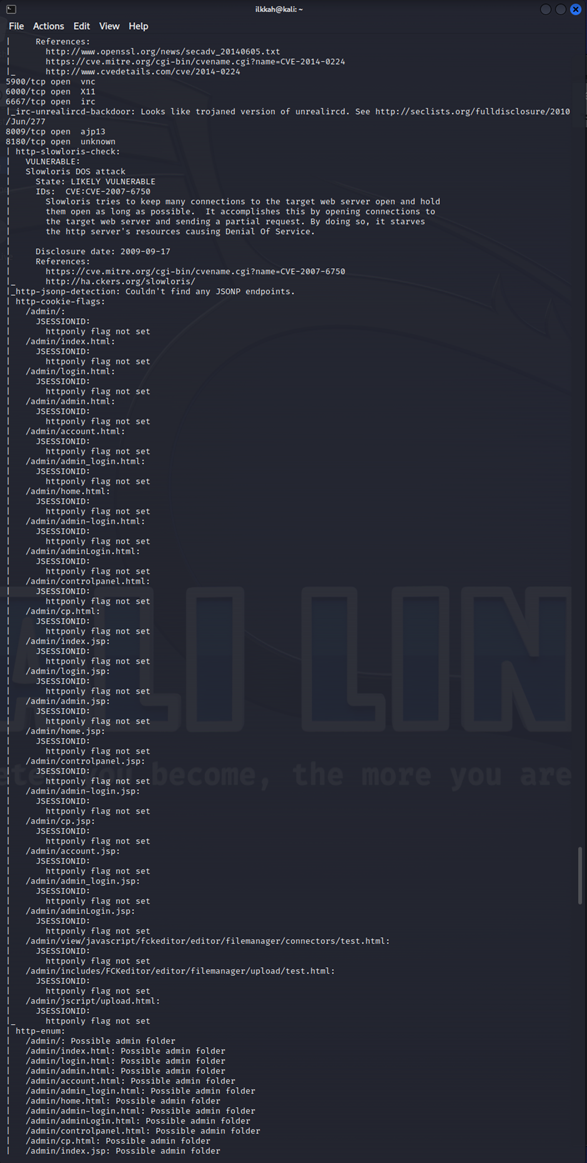 ilkkah@kali: ~
File Actions Edit View Help
|     References:
|       http://www.openssl.org/news/secadv_20140605.txt
|       https://cve.mitre.org/cgi-bin/cvename.cgi?name=CVE-2014-0224
|_      http://www.cvedetails.com/cve/2014-0224
5900/tcp open  vnc
6000/tcp open  X11
6667/tcp open  irc
|_irc-unrealircd-backdoor: Looks like trojaned version of unrealircd. See http://seclists.org/fulldisclosure/2010
/Jun/277
8009/tcp open  ajp13
8180/tcp open  unknown
| http-slowloris-check:
|   VULNERABLE:
|   Slowloris DOS attack
|     State: LIKELY VULNERABLE
|     IDs:  CVE:CVE-2007-6750
|       Slowloris tries to keep many connections to the target web server open and hold
|       them open as long as possible.  It accomplishes this by opening connections to
|       the target web server and sending a partial request. By doing so, it starves
|       the http server's resources causing Denial Of Service.
|
|     Disclosure date: 2009-09-17
|     References:
|       https://cve.mitre.org/cgi-bin/cvename.cgi?name=CVE-2007-6750
|_      http://ha.ckers.org/slowloris/
|_http-jsonp-detection: Couldn't find any JSONP endpoints.
| http-cookie-flags:
|   /admin/:
|     JSESSIONID:
|       httponly flag not set
|   /admin/index.html:
|     JSESSIONID:
|       httponly flag not set
|   /admin/login.html:
|     JSESSIONID:
|       httponly flag not set
|   /admin/admin.html:
|     JSESSIONID:
|       httponly flag not set
|   /admin/account.html:
|     JSESSIONID:
|       httponly flag not set
|   /admin/admin_login.html:
|     JSESSIONID:
|       httponly flag not set
|   /admin/home.html:
|     JSESSIONID:
|       httponly flag not set
|   /admin/admin-login.html:
|     JSESSIONID:
|       httponly flag not set
|   /admin/adminLogin.html:
|     JSESSIONID:
|       httponly flag not set
|   /admin/controlpanel.html:
|     JSESSIONID:
|       httponly flag not set
|   /admin/cp.html:
|     JSESSIONID:
|       httponly flag not set
|   /admin/index.jsp:
|     JSESSIONID:
|       httponly flag not set
|   /admin/login.jsp:
|     JSESSIONID:
|       httponly flag not set
|   /admin/admin.jsp:
|     JSESSIONID:
|       httponly flag not set
|   /admin/home.jsp:
|     JSESSIONID:
|       httponly flag not set
|   /admin/controlpanel.jsp:
|     JSESSIONID:
|       httponly flag not set
|   /admin/admin-login.jsp:
|     JSESSIONID:
|       httponly flag not set
|   /admin/cp.jsp:
|     JSESSIONID:
|       httponly flag not set
|   /admin/account.jsp:
|     JSESSIONID:
|       httponly flag not set
|   /admin/admin_login.jsp:
|     JSESSIONID:
|       httponly flag not set
|   /admin/adminLogin.jsp:
|     JSESSIONID:
|       httponly flag not set
|   /admin/view/javascript/fckeditor/editor/filemanager/connectors/test.html:
|     JSESSIONID:
|       httponly flag not set
|   /admin/includes/FCKeditor/editor/filemanager/upload/test.html:
|     JSESSIONID:
|       httponly flag not set
|   /admin/jscript/upload.html:
|     JSESSIONID:
|_      httponly flag not set
| http-enum:
|   /admin/: Possible admin folder
|   /admin/index.html: Possible admin folder
|   /admin/login.html: Possible admin folder
|   /admin/admin.html: Possible admin folder
|   /admin/account.html: Possible admin folder
|   /admin/admin_login.html: Possible admin folder
|   /admin/home.html: Possible admin folder
|   /admin/admin-login.html: Possible admin folder
|   /admin/adminLogin.html: Possible admin folder
|   /admin/controlpanel.html: Possible admin folder
|   /admin/cp.html: Possible admin folder
|   /admin/index.jsp: Possible admin folder
ALI LIN
you become, the more you are